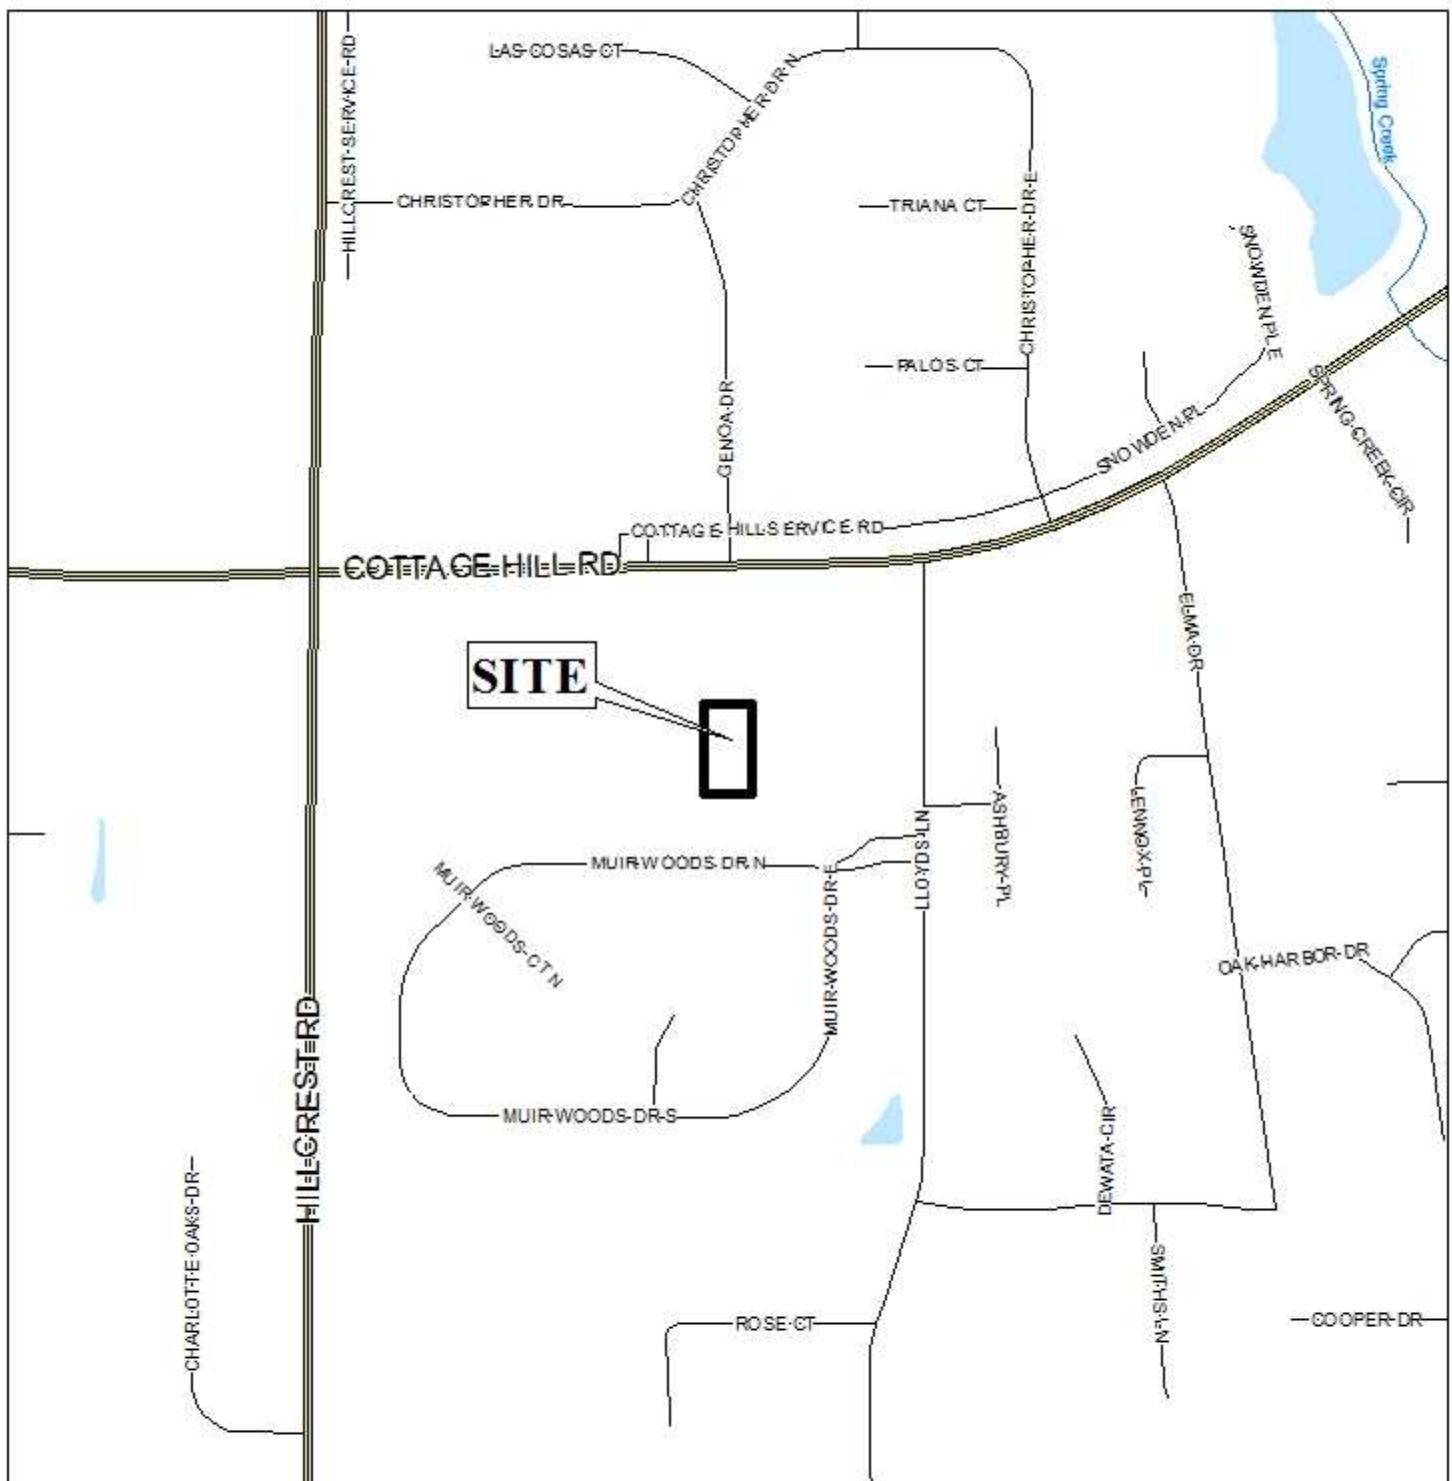 LAS COSAS CT
HILLCREST SERVICE RD
CHRISTOPHER DR N
Spring Creek
CHRISTOPHER DR
TRIANA CT
CHRISTOPHER DR E
SNOWDEN PL E
PALOS CT
GENOA DR
SNOWDEN PL
SPRING CREEK CIR
COTTAGE HILL SERVICE RD
COTTAGE HILL RD
ELMA DR
SITE
LENNOX PL
ASHBURY PL
LLOYDS LN
MUIR WOODS DR N
MUIR WOODS CT N
MUIR WOODS DR E
OAK HARBOR DR
HILLCREST RD
MUIR WOODS DR S
DEWATA CIR
CHARLOTTE OAKS DR
SMITHS LN
ROSE CT
COOPER DR